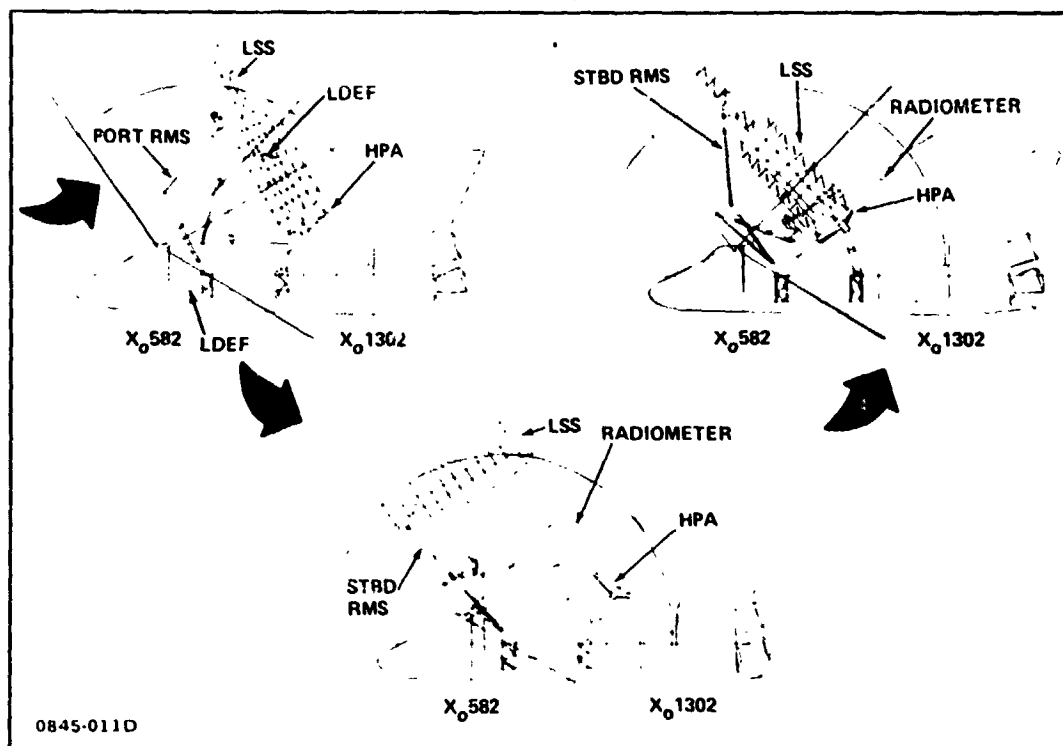 LSS
LDEF
PORT RMS
HPA
X₀582
LDEF
X₀1302
STBD RMS
LSS
RADIOMETER
HPA
X₀582
X₀1302
LSS
RADIOMETER
HPA
STBD
RMS
X₀582
X₀1302
0845-011D